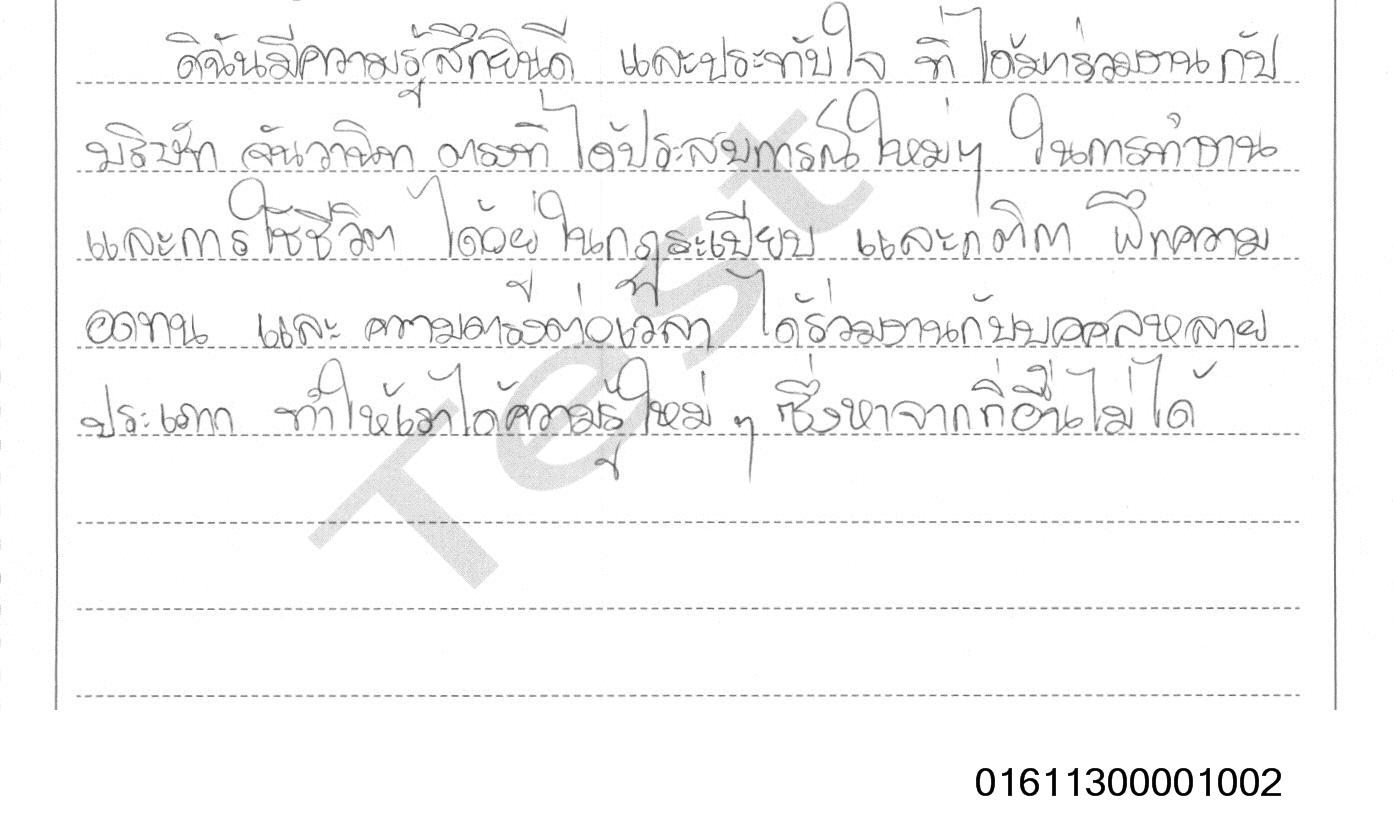 ดิฉันมีความรู้สึกยินดี และประทับใจ ที่ได้มาร่วมงานกับ
บริษัท จันวานิช ตรงที่ได้ประสบการณ์ใหม่ๆ ในการทำงาน
และการใช้ชีวิต ได้อยู่ในกฎระเบียบ และกติกา ฝึกความ
อดทน และ ความตรงต่อเวลา ได้ร่วมงานกับบุคคลหลาย
ประเภท ทำให้เราได้ความรู้ใหม่ ๆ ซึ่งหาจากที่อื่นไม่ได้
Test
01611300001002